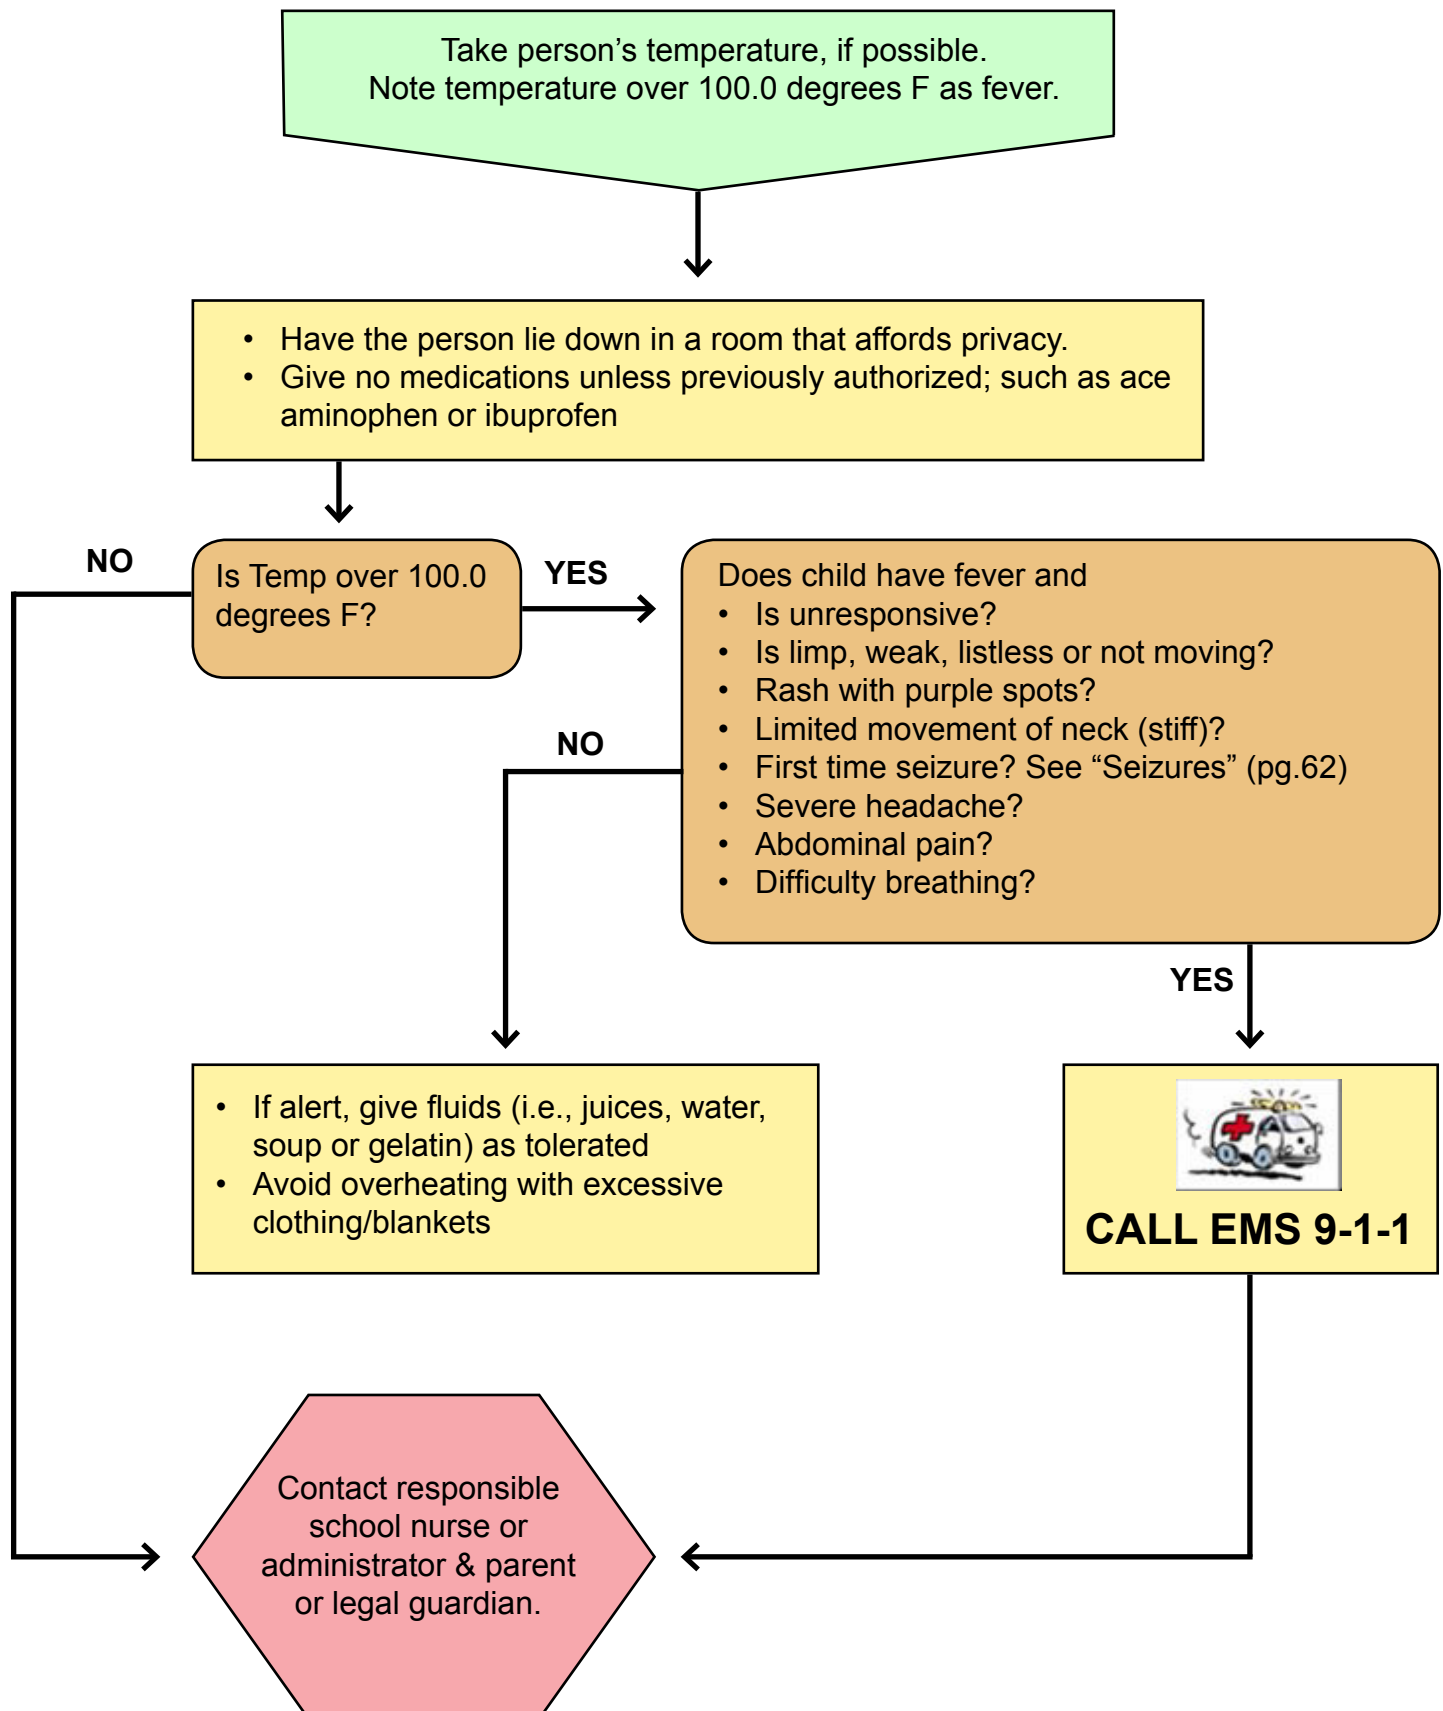 Take person’s temperature, if possible.
Note temperature over 100.0 degrees F as fever.
• Have the person lie down in a room that affords privacy.
• Give no medications unless previously authorized; such as ace
aminophen or ibuprofen
NO
Is Temp over 100.0
degrees F?
YES
Does child have fever and
• Is unresponsive?
• Is limp, weak, listless or not moving?
• Rash with purple spots?
• Limited movement of neck (stiff)?
• First time seizure? See “Seizures” (pg.62)
• Severe headache?
• Abdominal pain?
• Difficulty breathing?
NO
YES
• If alert, give fluids (i.e., juices, water,
soup or gelatin) as tolerated
• Avoid overheating with excessive
clothing/blankets
CALL EMS 9-1-1
Contact responsible
school nurse or
administrator & parent
or legal guardian.